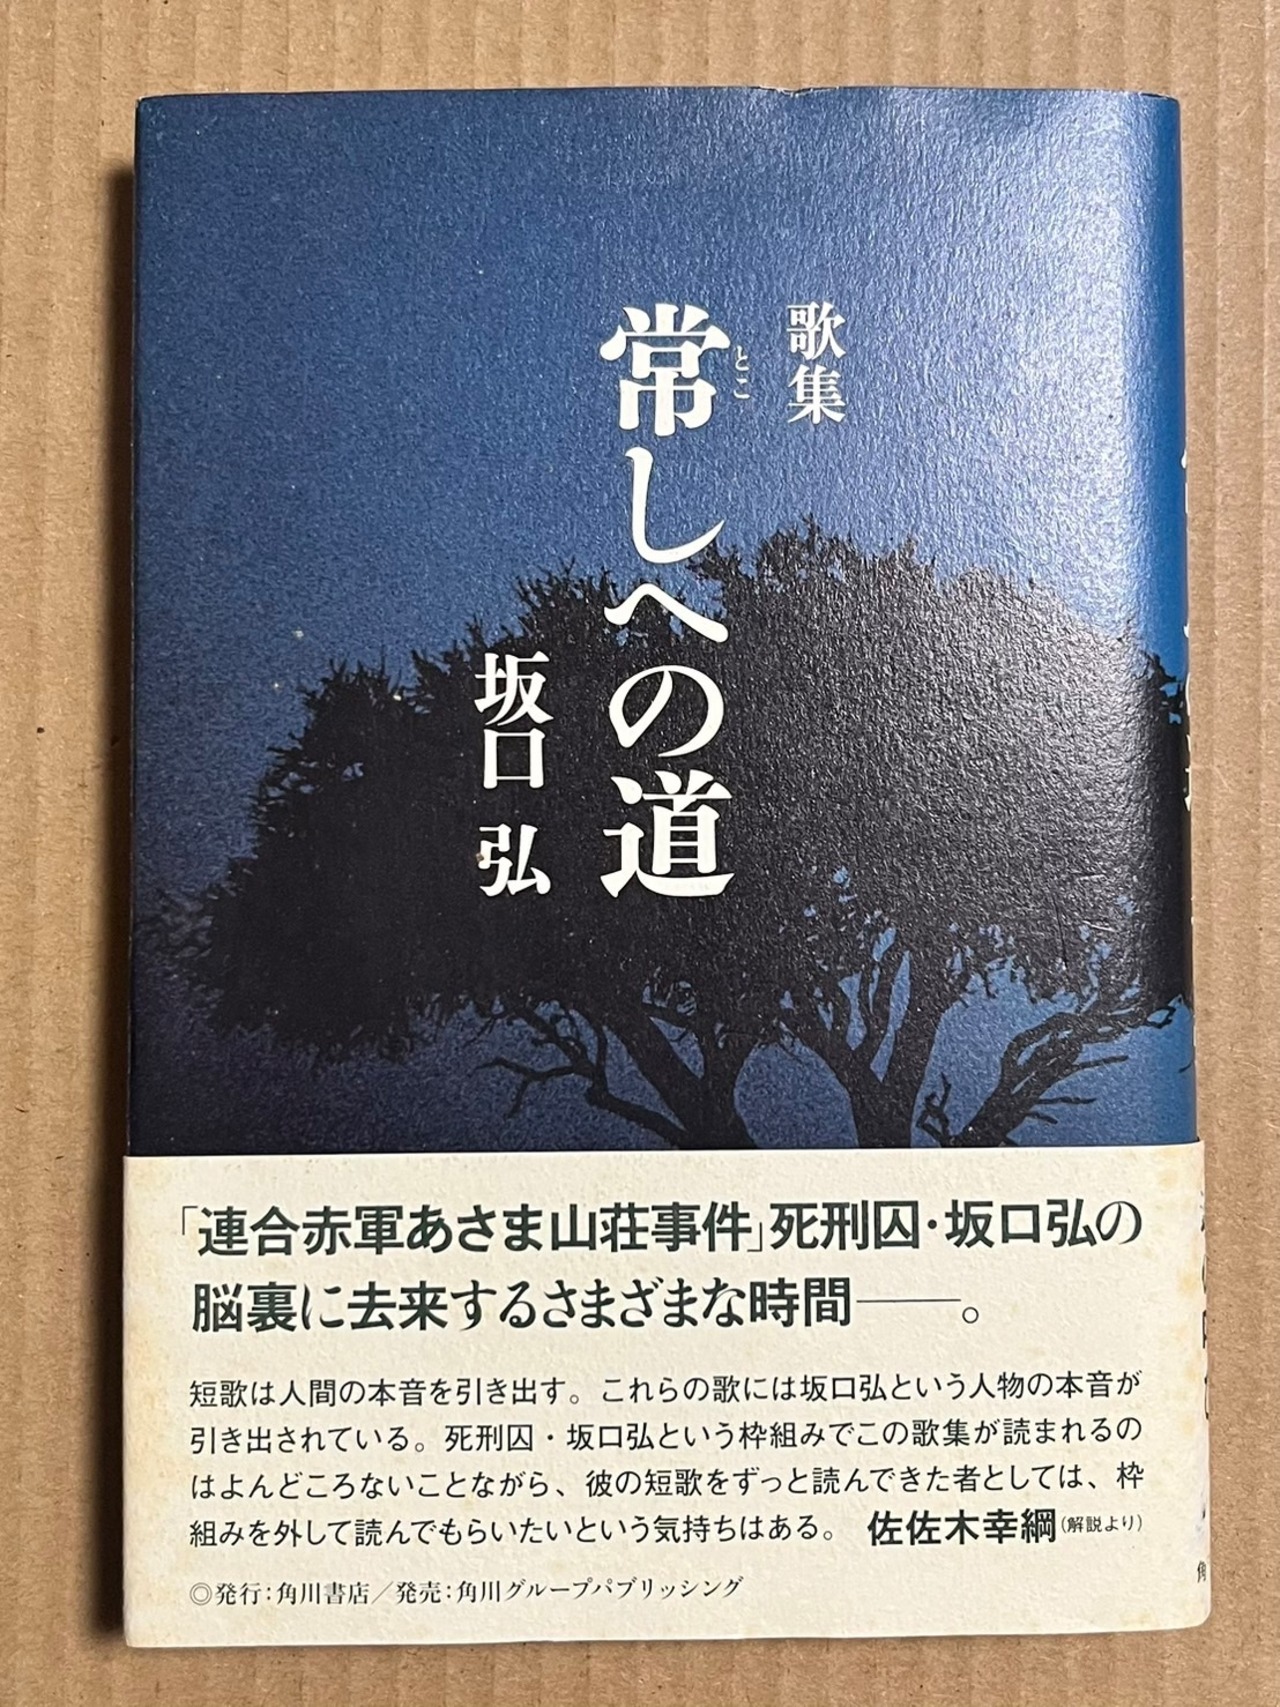 歌集
常しへの道
とこ
坂口 弘
「連合赤軍あさま山荘事件」死刑囚・坂口弘の
脳裏に去来するさまざまな時間――。
短歌は人間の本音を引き出す。これらの歌には坂口弘という人物の本音が
引き出されている。死刑囚・坂口弘という枠組みでこの歌集が読まれるの
はよんどころないことながら、彼の短歌をずっと読んできた者としては、枠
組みを外して読んでもらいたいという気持ちはある。 佐佐木幸綱(解説より)
◎発行:角川書店/発売:角川グループパブリッシング